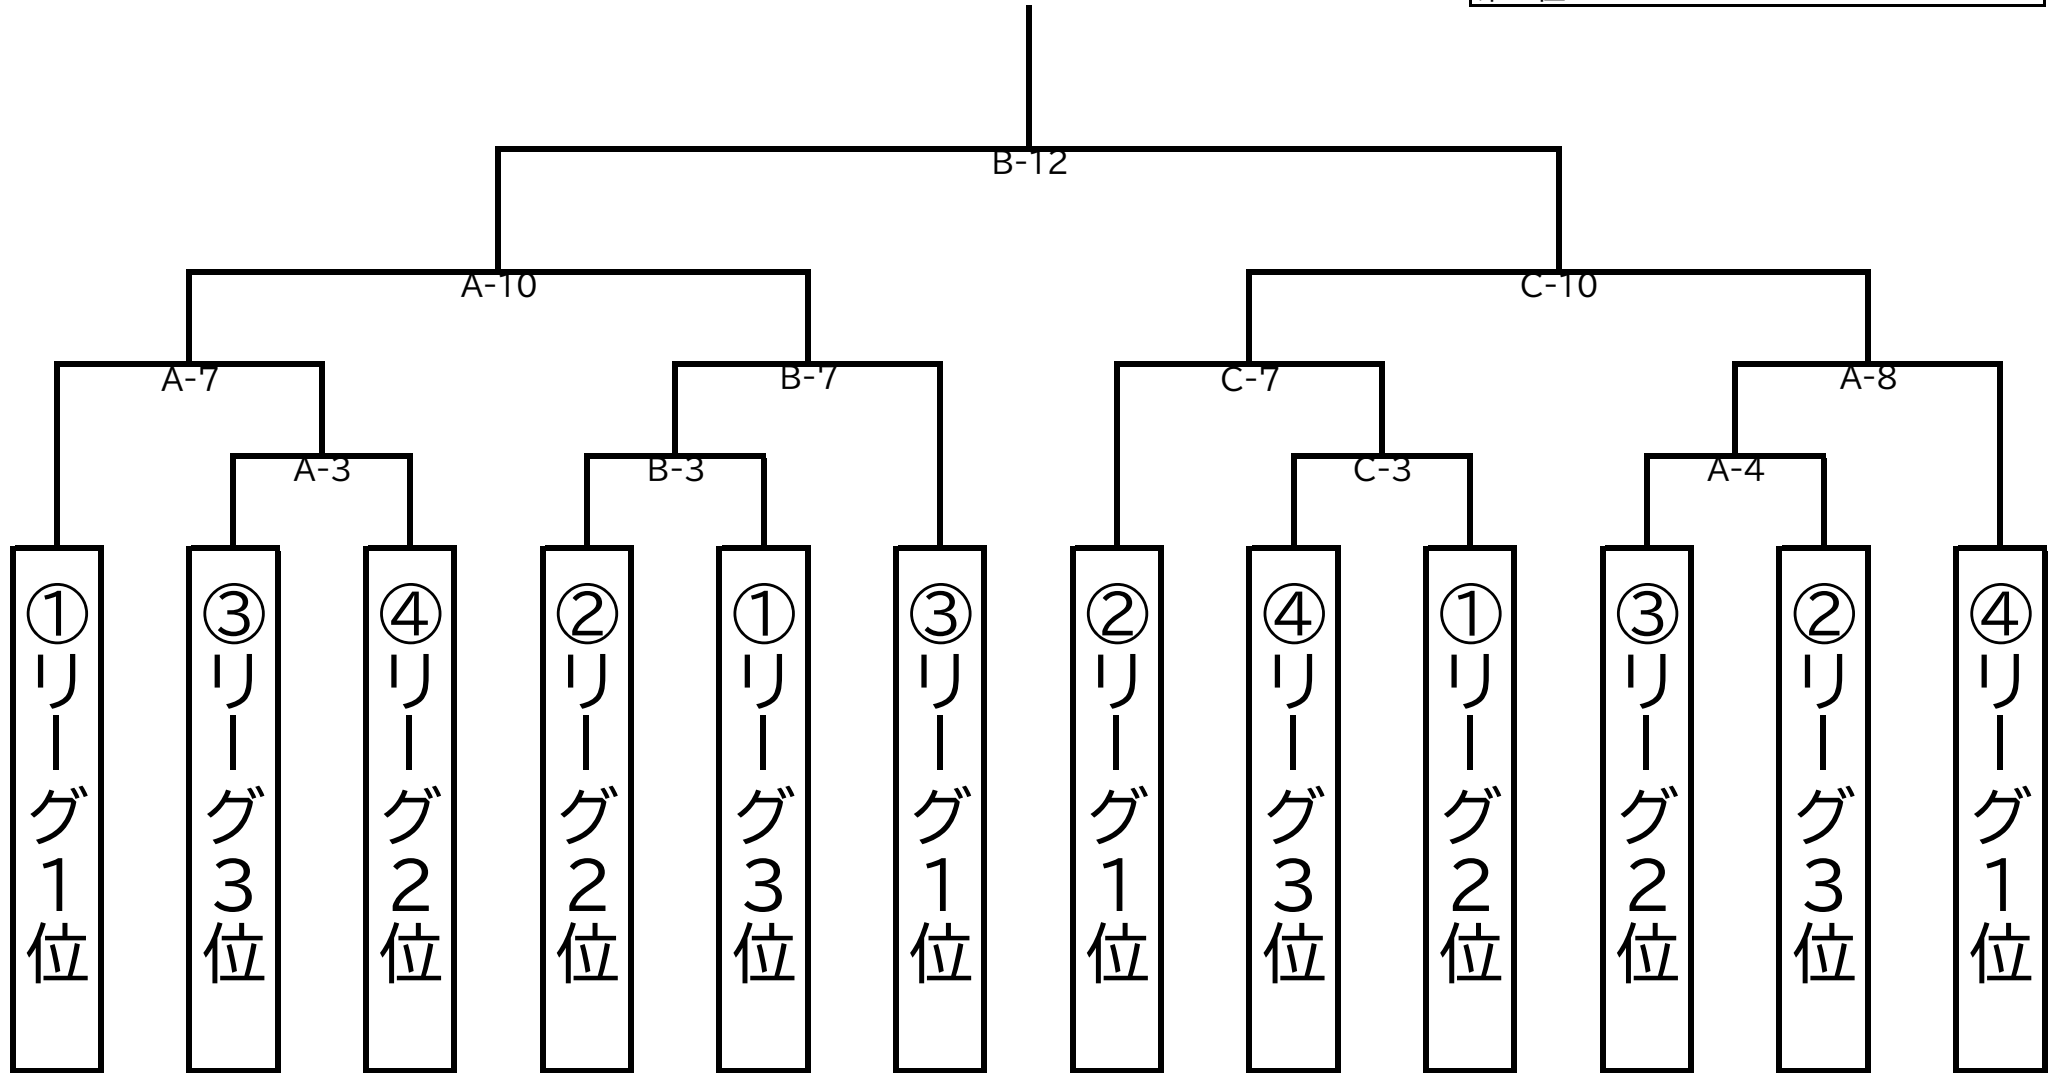 B-12
A-10
C-10
A-7
B-7
C-7
A-8
A-3
B-3
C-3
A-4
①リーグ1位
③リーグ3位
④リーグ2位
②リーグ2位
①リーグ3位
③リーグ1位
②リーグ1位
④リーグ3位
①リーグ2位
③リーグ2位
②リーグ3位
④リーグ1位